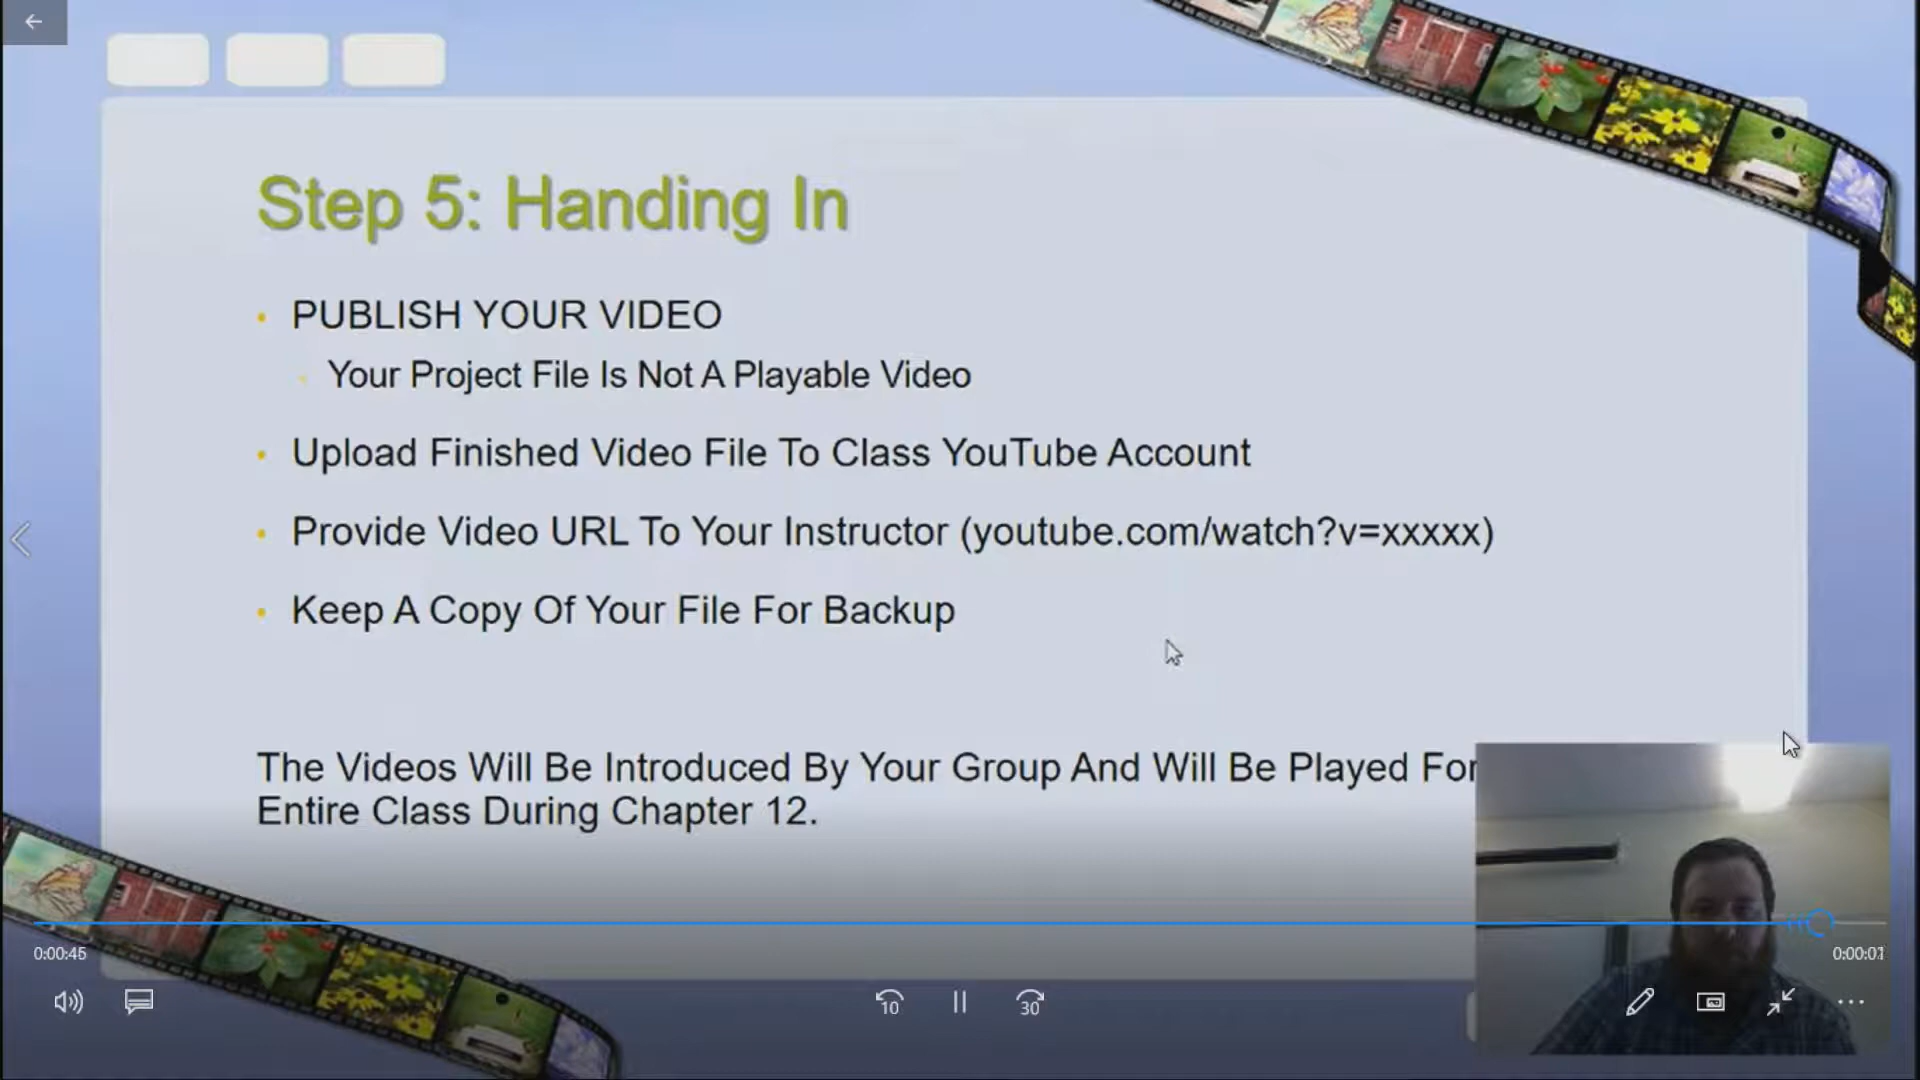 Step 5: Handing In
PUBLISH YOUR VIDEO
Your Project File Is Not A Playable Video
Upload Finished Video File To Class YouTube Account
Provide Video URL To Your Instructor (youtube.com/watch?v=xxxxx)
Keep A Copy Of Your File For Backup
The Videos Will Be Introduced By Your Group And Will Be Played For
Entire Class During Chapter 12.
0:00:45
0:00:01
10
30